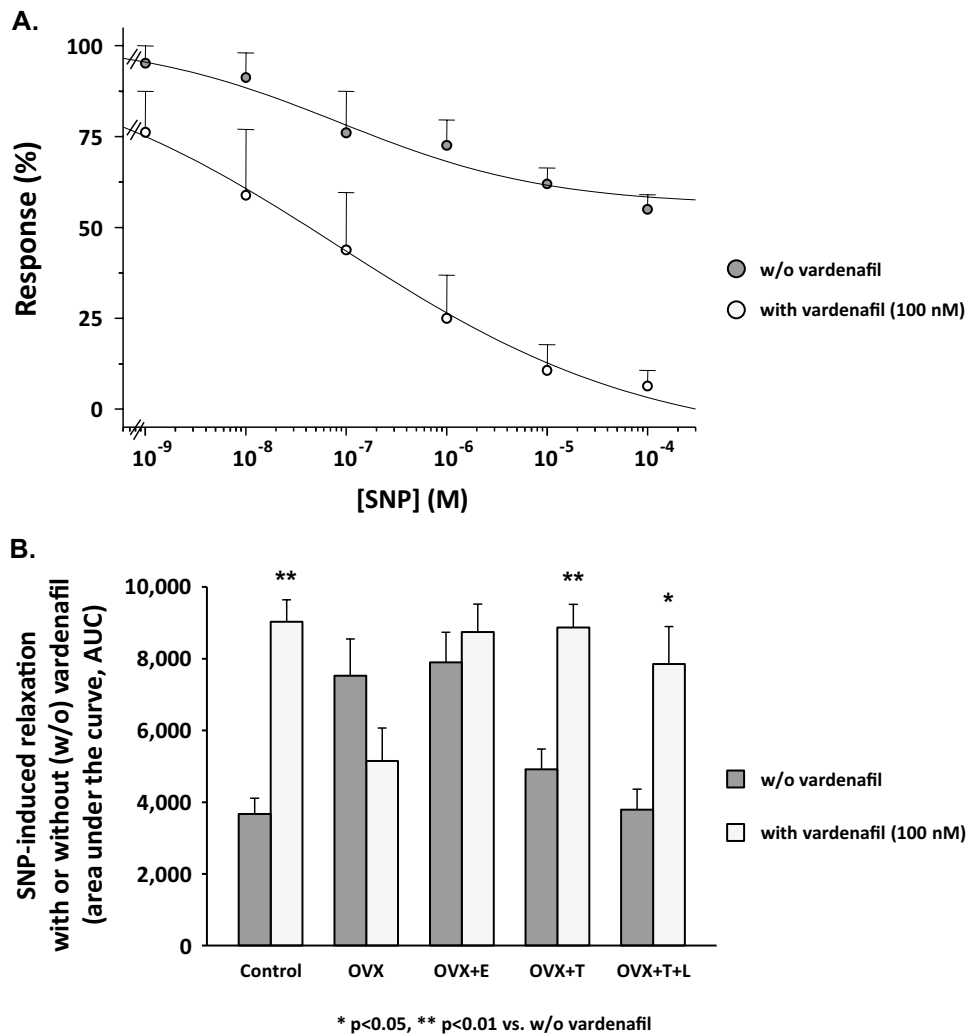 A.
Response (%)
100
75
50
25
0
10⁻⁹ 10⁻⁸ 10⁻⁷ 10⁻⁶ 10⁻⁵ 10⁻⁴
[SNP] (M)
w/o vardenafil
with vardenafil (100 nM)
B.
SNP-induced relaxation
with or without (w/o) vardenafil
(area under the curve, AUC)
10,000
8,000
6,000
4,000
2,000
0
** ** *
Control OVX OVX+E OVX+T OVX+T+L
w/o vardenafil
with vardenafil (100 nM)
* p<0.05, ** p<0.01 vs. w/o vardenafil